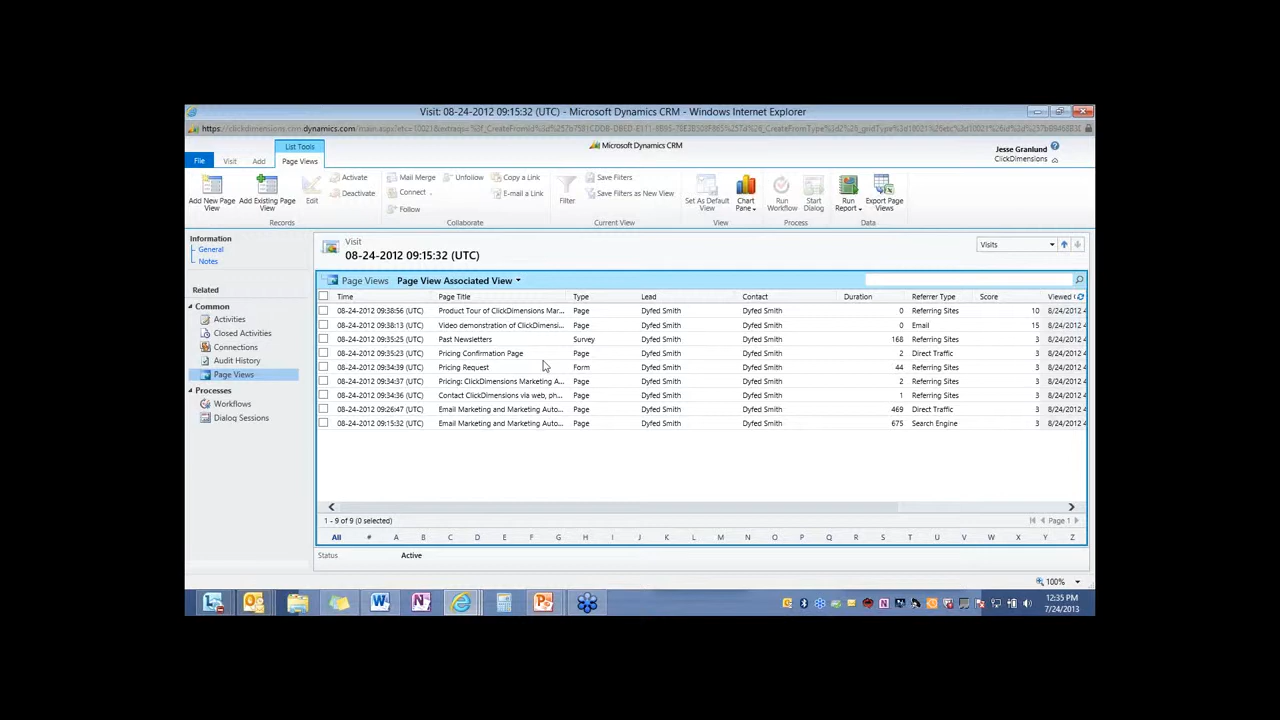 Visit: 08-24-2012 09:15:32 (UTC) - Microsoft Dynamics CRM - Windows Internet Explorer
List Tools
Microsoft Dynamics CRM
Jesse Granlund
ClickDimensions
File Visit Add Page Views
Add New Page View
Add Existing Page View
Edit
Activate
Deactivate
Records
Mail Merge
Connect
Follow
Unfollow
Copy a Link
E-mail a Link
Collaborate
Filter
Save Filters
Save Filters as New View
Current View
Set As Default View
Chart Pane
View
Run Workflow
Start Dialog
Process
Run Report
Export Page Views
Data
Information
General
Notes
Related
Common
Activities
Closed Activities
Connections
Audit History
Page Views
Processes
Workflows
Dialog Sessions
Visit
08-24-2012 09:15:32 (UTC)
Visits
Page Views Page View Associated View
Time Page Title Type Lead Contact Duration Referrer Type Score Viewed
08-24-2012 09:38:56 (UTC) Product Tour of ClickDimensions Mar... Page Dyfed Smith Dyfed Smith 0 Referring Sites 10 8/24/2012 4
08-24-2012 09:38:13 (UTC) Video demonstration of ClickDimensi... Page Dyfed Smith Dyfed Smith 0 Email 15 8/24/2012 4
08-24-2012 09:35:25 (UTC) Past Newsletters Survey Dyfed Smith Dyfed Smith 168 Referring Sites 3 8/24/2012 4
08-24-2012 09:35:23 (UTC) Pricing Confirmation Page Page Dyfed Smith Dyfed Smith 2 Direct Traffic 3 8/24/2012 4
08-24-2012 09:34:39 (UTC) Pricing Request Form Dyfed Smith Dyfed Smith 44 Referring Sites 3 8/24/2012 4
08-24-2012 09:34:37 (UTC) Pricing: ClickDimensions Marketing A... Page Dyfed Smith Dyfed Smith 2 Referring Sites 3 8/24/2012 4
08-24-2012 09:34:36 (UTC) Contact ClickDimensions via web, ph... Page Dyfed Smith Dyfed Smith 1 Referring Sites 3 8/24/2012 4
08-24-2012 09:26:47 (UTC) Email Marketing and Marketing Auto... Page Dyfed Smith Dyfed Smith 469 Direct Traffic 3 8/24/2012 4
08-24-2012 09:15:32 (UTC) Email Marketing and Marketing Auto... Page Dyfed Smith Dyfed Smith 675 Search Engine 3 8/24/2012 4
1 - 9 of 9 (0 selected)
Page 1
All # A B C D E F G H I J K L M N O P Q R S T U V W X Y Z
Status Active
100%
12:35 PM
7/24/2013